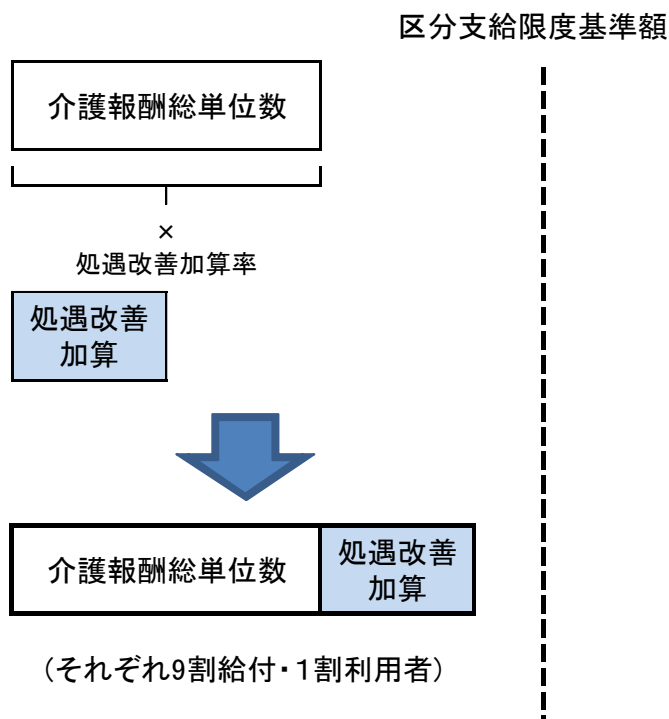 区分支給限度基準額
介護報酬総単位数
×
処遇改善加算率
処遇改善
加算
介護報酬総単位数
処遇改善
加算
(それぞれ9割給付・１割利用者)